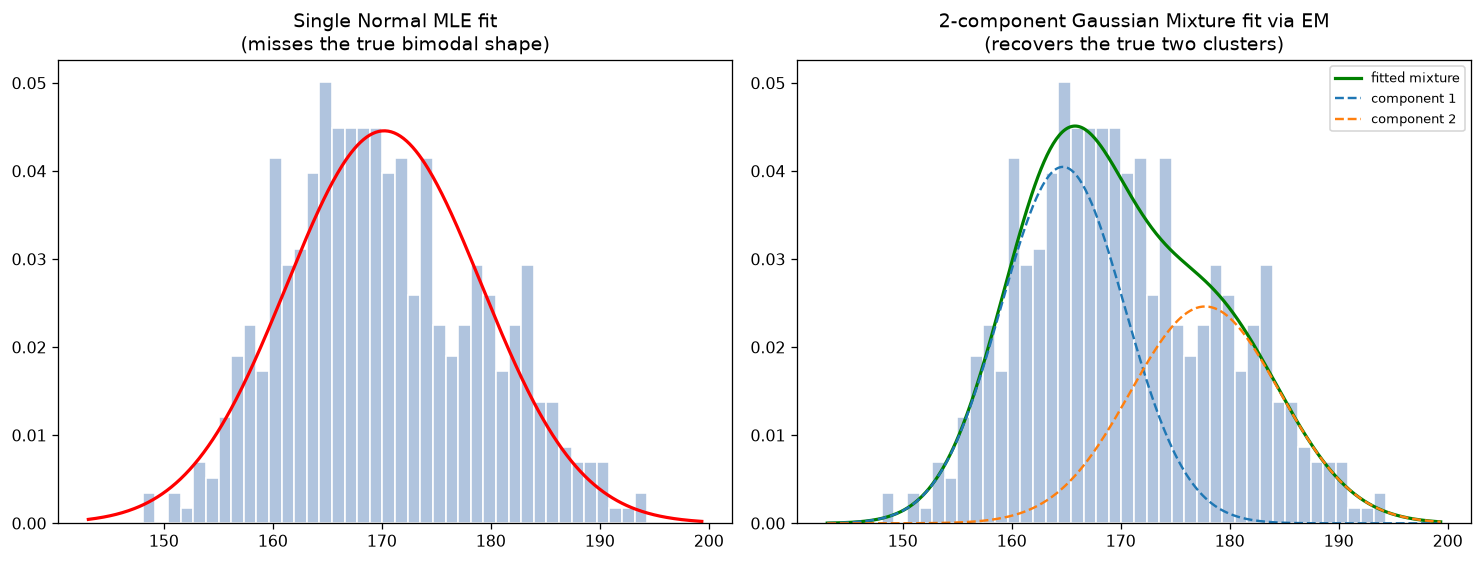 Single Normal MLE fit
(misses the true bimodal shape)
0.05
0.04
0.03
0.02
0.01
0.00
150 160 170 180 190 200
2-component Gaussian Mixture fit via EM
(recovers the true two clusters)
fitted mixture
component 1
component 2
0.05
0.04
0.03
0.02
0.01
0.00
150 160 170 180 190 200